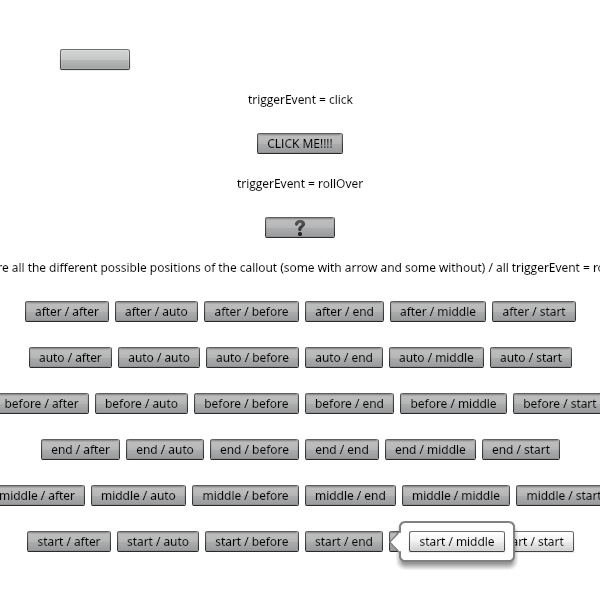 triggerEvent = click
CLICK ME!!!!
triggerEvent = rollOver
?
all the different possible positions of the callout (some with arrow and some without) / all triggerEvent =
after / after after / auto after / before after / end after / middle after / start
auto / after auto / auto auto / before auto / end auto / middle auto / start
before / after before / auto before / before before / end before / middle before / start
end / after end / auto end / before end / end end / middle end / start
middle / after middle / auto middle / before middle / end middle / middle middle / start
start / after start / auto start / before start / end start / middle / start